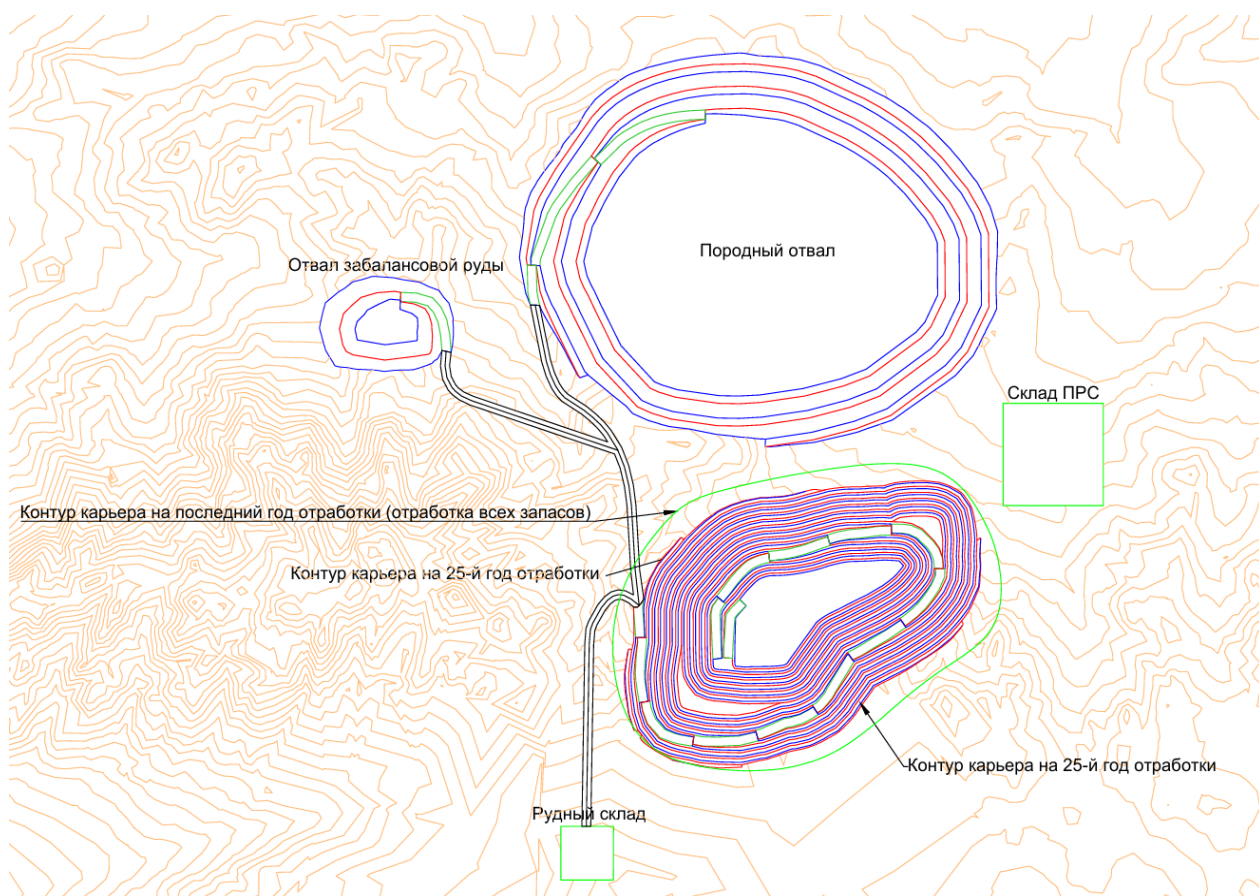 Породный отвал
Отвал забалансовой руды
Склад ПРС
Контур карьера на последний год отработки (отработка всех запасов)
Контур карьера на 25-й год отработки
Контур карьера на 25-й год отработки
Рудный склад